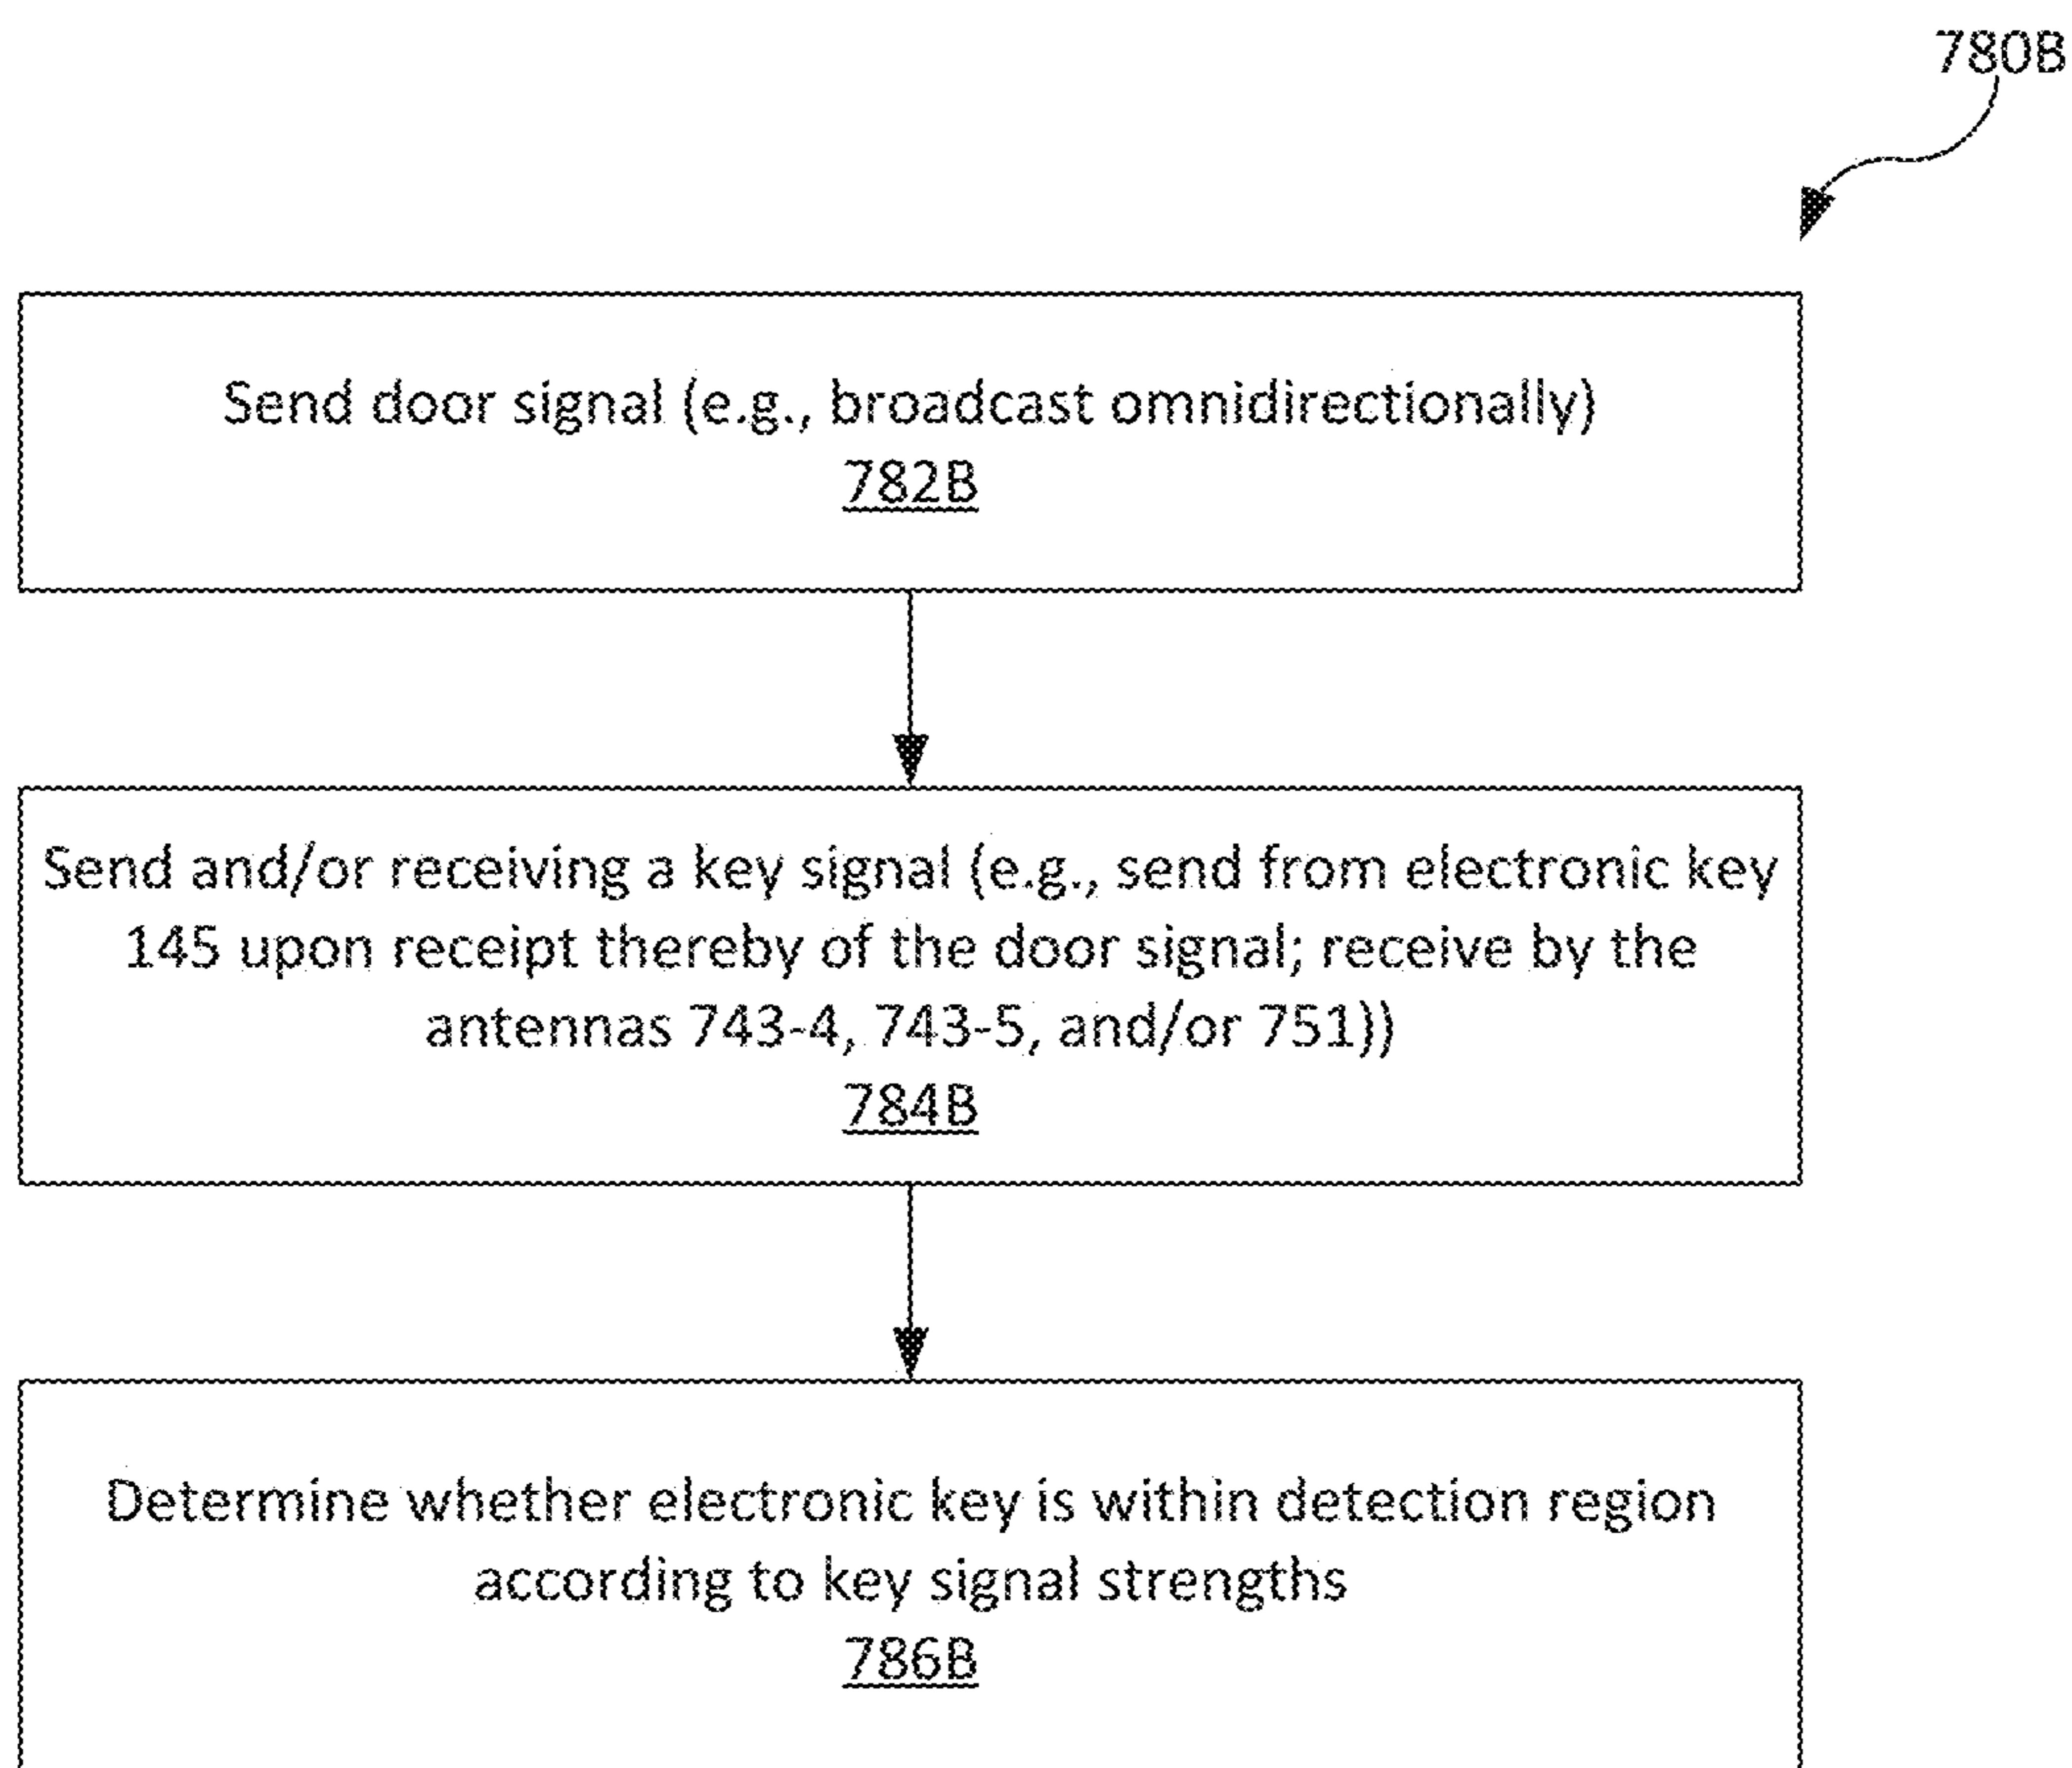 780B
Send door signal (e.g., broadcast omnidirectionally)
782B
Send and/or receiving a key signal (e.g., send from electronic key
145 upon receipt thereby of the door signal; receive by the
antennas 743-4, 743-5, and/or 751))
784B
Determine whether electronic key is within detection region
according to key signal strengths
786B